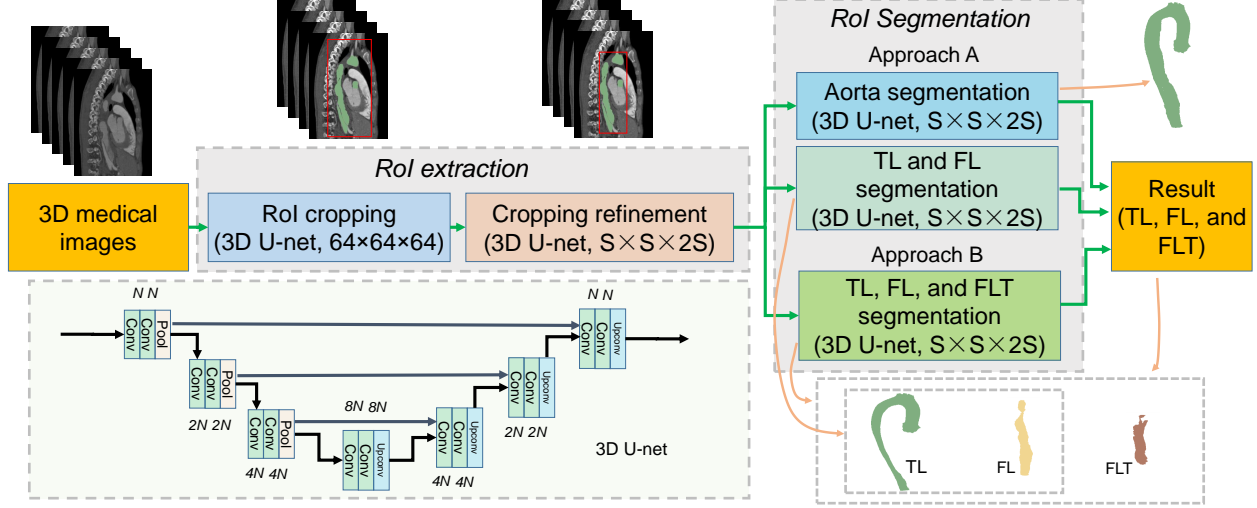 RoI Segmentation
Approach A
Aorta segmentation
(3D U-net, S×S×2S)
TL and FL
segmentation
(3D U-net, S×S×2S)
Approach B
TL, FL, and FLT
segmentation
(3D U-net, S×S×2S)
RoI extraction
3D medical
images
RoI cropping
(3D U-net, 64×64×64)
Cropping refinement
(3D U-net, S×S×2S)
Result
(TL, FL, and
FLT)
N N
Conv
Conv
Pool
2N 2N
Conv
Conv
Pool
4N 4N
Conv
Conv
Pool
8N 8N
Conv
Conv
Upconv
4N 4N
Conv
Conv
Upconv
2N 2N
Conv
Conv
Upconv
N N
Conv
Conv
Upconv
3D U-net
TL
FL
FLT